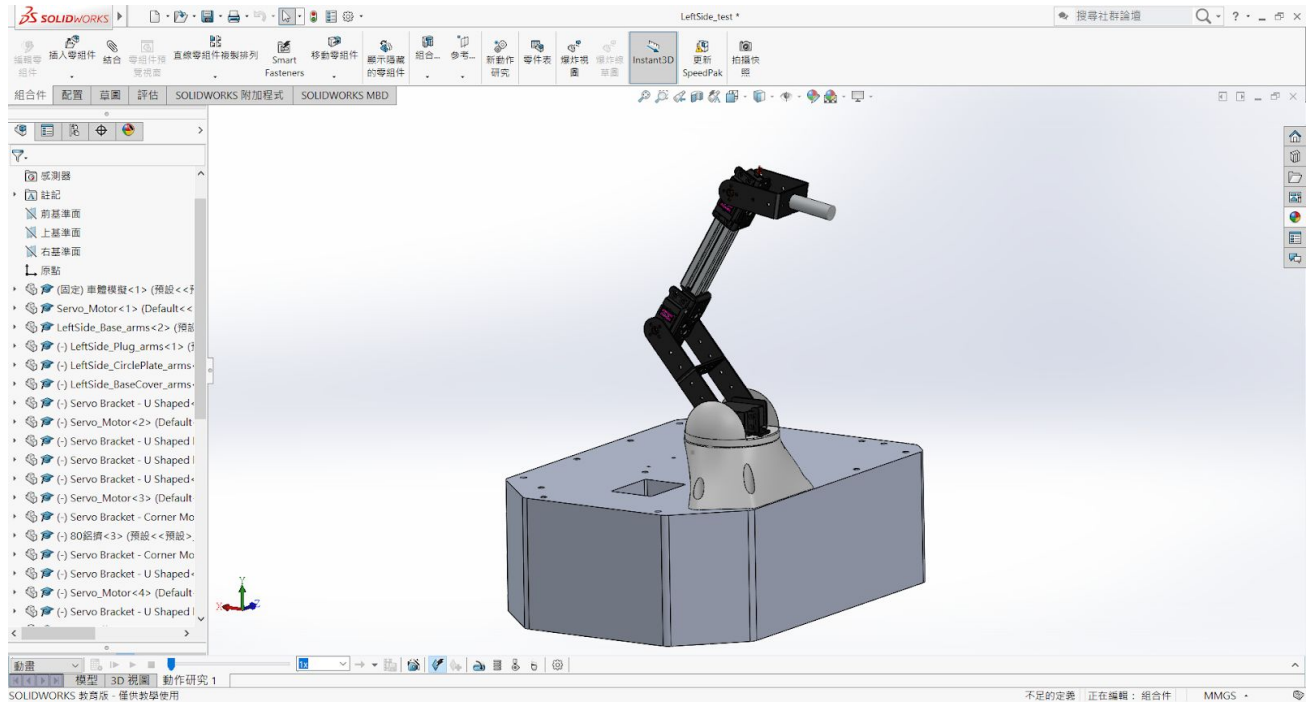 SOLIDWORKS
LeftSide_test *
搜尋社群論壇
插入零組件
結合
直線零組件複製排列
Smart Fasteners
移動零組件
顯示隱藏的零組件
組合...
參考...
新動作研究
零件表
爆炸視圖
Instant3D
更新 SpeedPak
拍攝快照
組合件 配置 草圖 評估 SOLIDWORKS 附加程式 SOLIDWORKS MBD
感測器
註記
前基準面
上基準面
右基準面
原點
(固定) 車體模擬<1> (預設<<預
Servo_Motor<1> (Default<<
LeftSide_Base_arms<2> (預設
(-) LeftSide_Plug_arms<1> (預
(-) LeftSide_CirclePlate_arms<
(-) LeftSide_BaseCover_arms<
(-) Servo Bracket - U Shaped<
(-) Servo_Motor<2> (Default
(-) Servo Bracket - U Shaped
(-) Servo Bracket - U Shaped
(-) Servo Bracket - U Shaped<
(-) Servo_Motor<3> (Default
(-) Servo Bracket - Corner Mo
(-) 80鋁擠<3> (預設<<預設>_
(-) Servo Bracket - Corner Mo
(-) Servo Bracket - U Shaped<
(-) Servo_Motor<4> (Default
(-) Servo Bracket - U Shaped
Y
X
Z
動畫
1x
模型 3D 視圖 動作研究 1
SOLIDWORKS 教育版 - 僅供教學使用
不足的定義 正在編輯： 組合件 MMGS